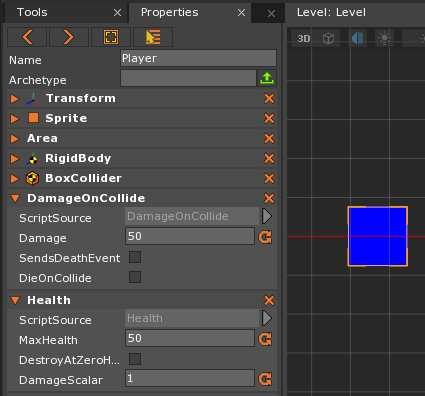 Tools
Properties
Level: Level
3D
Name
Player
Archetype
Transform
Sprite
Area
RigidBody
BoxCollider
DamageOnCollide
ScriptSource DamageOnCollide
Damage 50
SendsDeathEvent
DieOnCollide
Health
ScriptSource Health
MaxHealth 50
DestroyAtZeroH...
DamageScalar 1